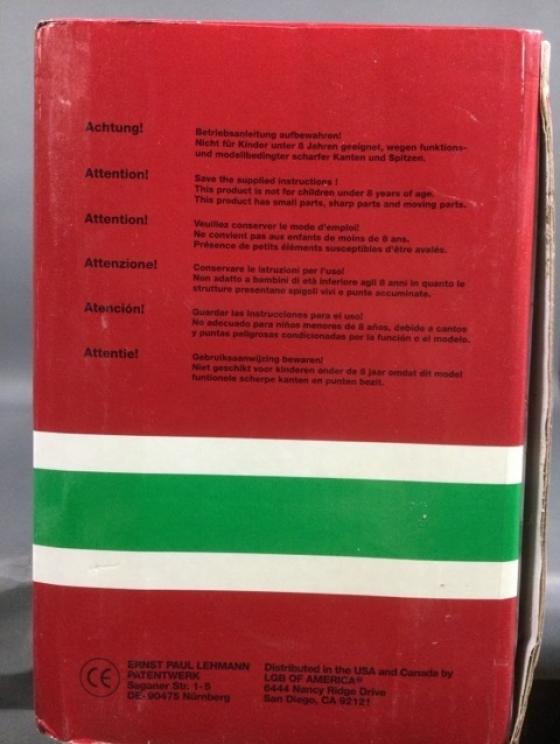 Achtung!
Betriebsanleitung aufbewahren!
Nicht für Kinder unter 8 Jahren geeignet, wegen funktions-
und modellbedingter scharfer Kanten und Spitzen.
Attention!
Save the supplied instructions !
This product is not for children under 8 years of age.
This product has small parts, sharp parts and moving parts.
Attention!
Veuillez conserver le mode d'emploi!
Ne convient pas aux enfants de moins de 8 ans.
Présence de petits éléments susceptibles d'être avalés.
Attenzione!
Conservare le istruzioni per l'uso!
Non adatto a bambini di età inferiore agli 8 anni in quanto le
strutture presentano spigoli vivi e punte accuminate.
Atención!
Guardar las instrucciones para el uso!
No adecuado para niños menores de 8 años, debido a cantos
y puntas peligrosas condicionadas por la función o el modelo.
Attentie!
Gebruiksaanwijzing bewaren!
Niet geschikt voor kinderen onder de 8 jaar omdat dit model
funtionele scherpe kanten en punten bezit.
CE
ERNST PAUL LEHMANN
PATENTWERK
Saganer Str. 1-5
DE- 90475 Nürnberg
Distributed in the USA and Canada by
LGB OF AMERICA®
6444 Nancy Ridge Drive
San Diego, CA 92121